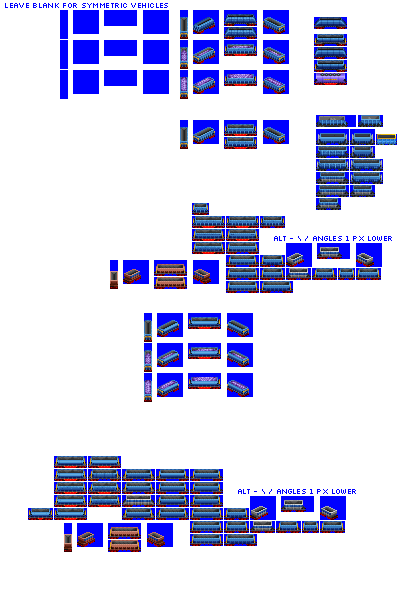 LEAVE BLANK FOR SYMMETRIC VEHICLES
ALT - \ / ANGLES 1 PX LOWER
ALT - \ / ANGLES 1 PX LOWER